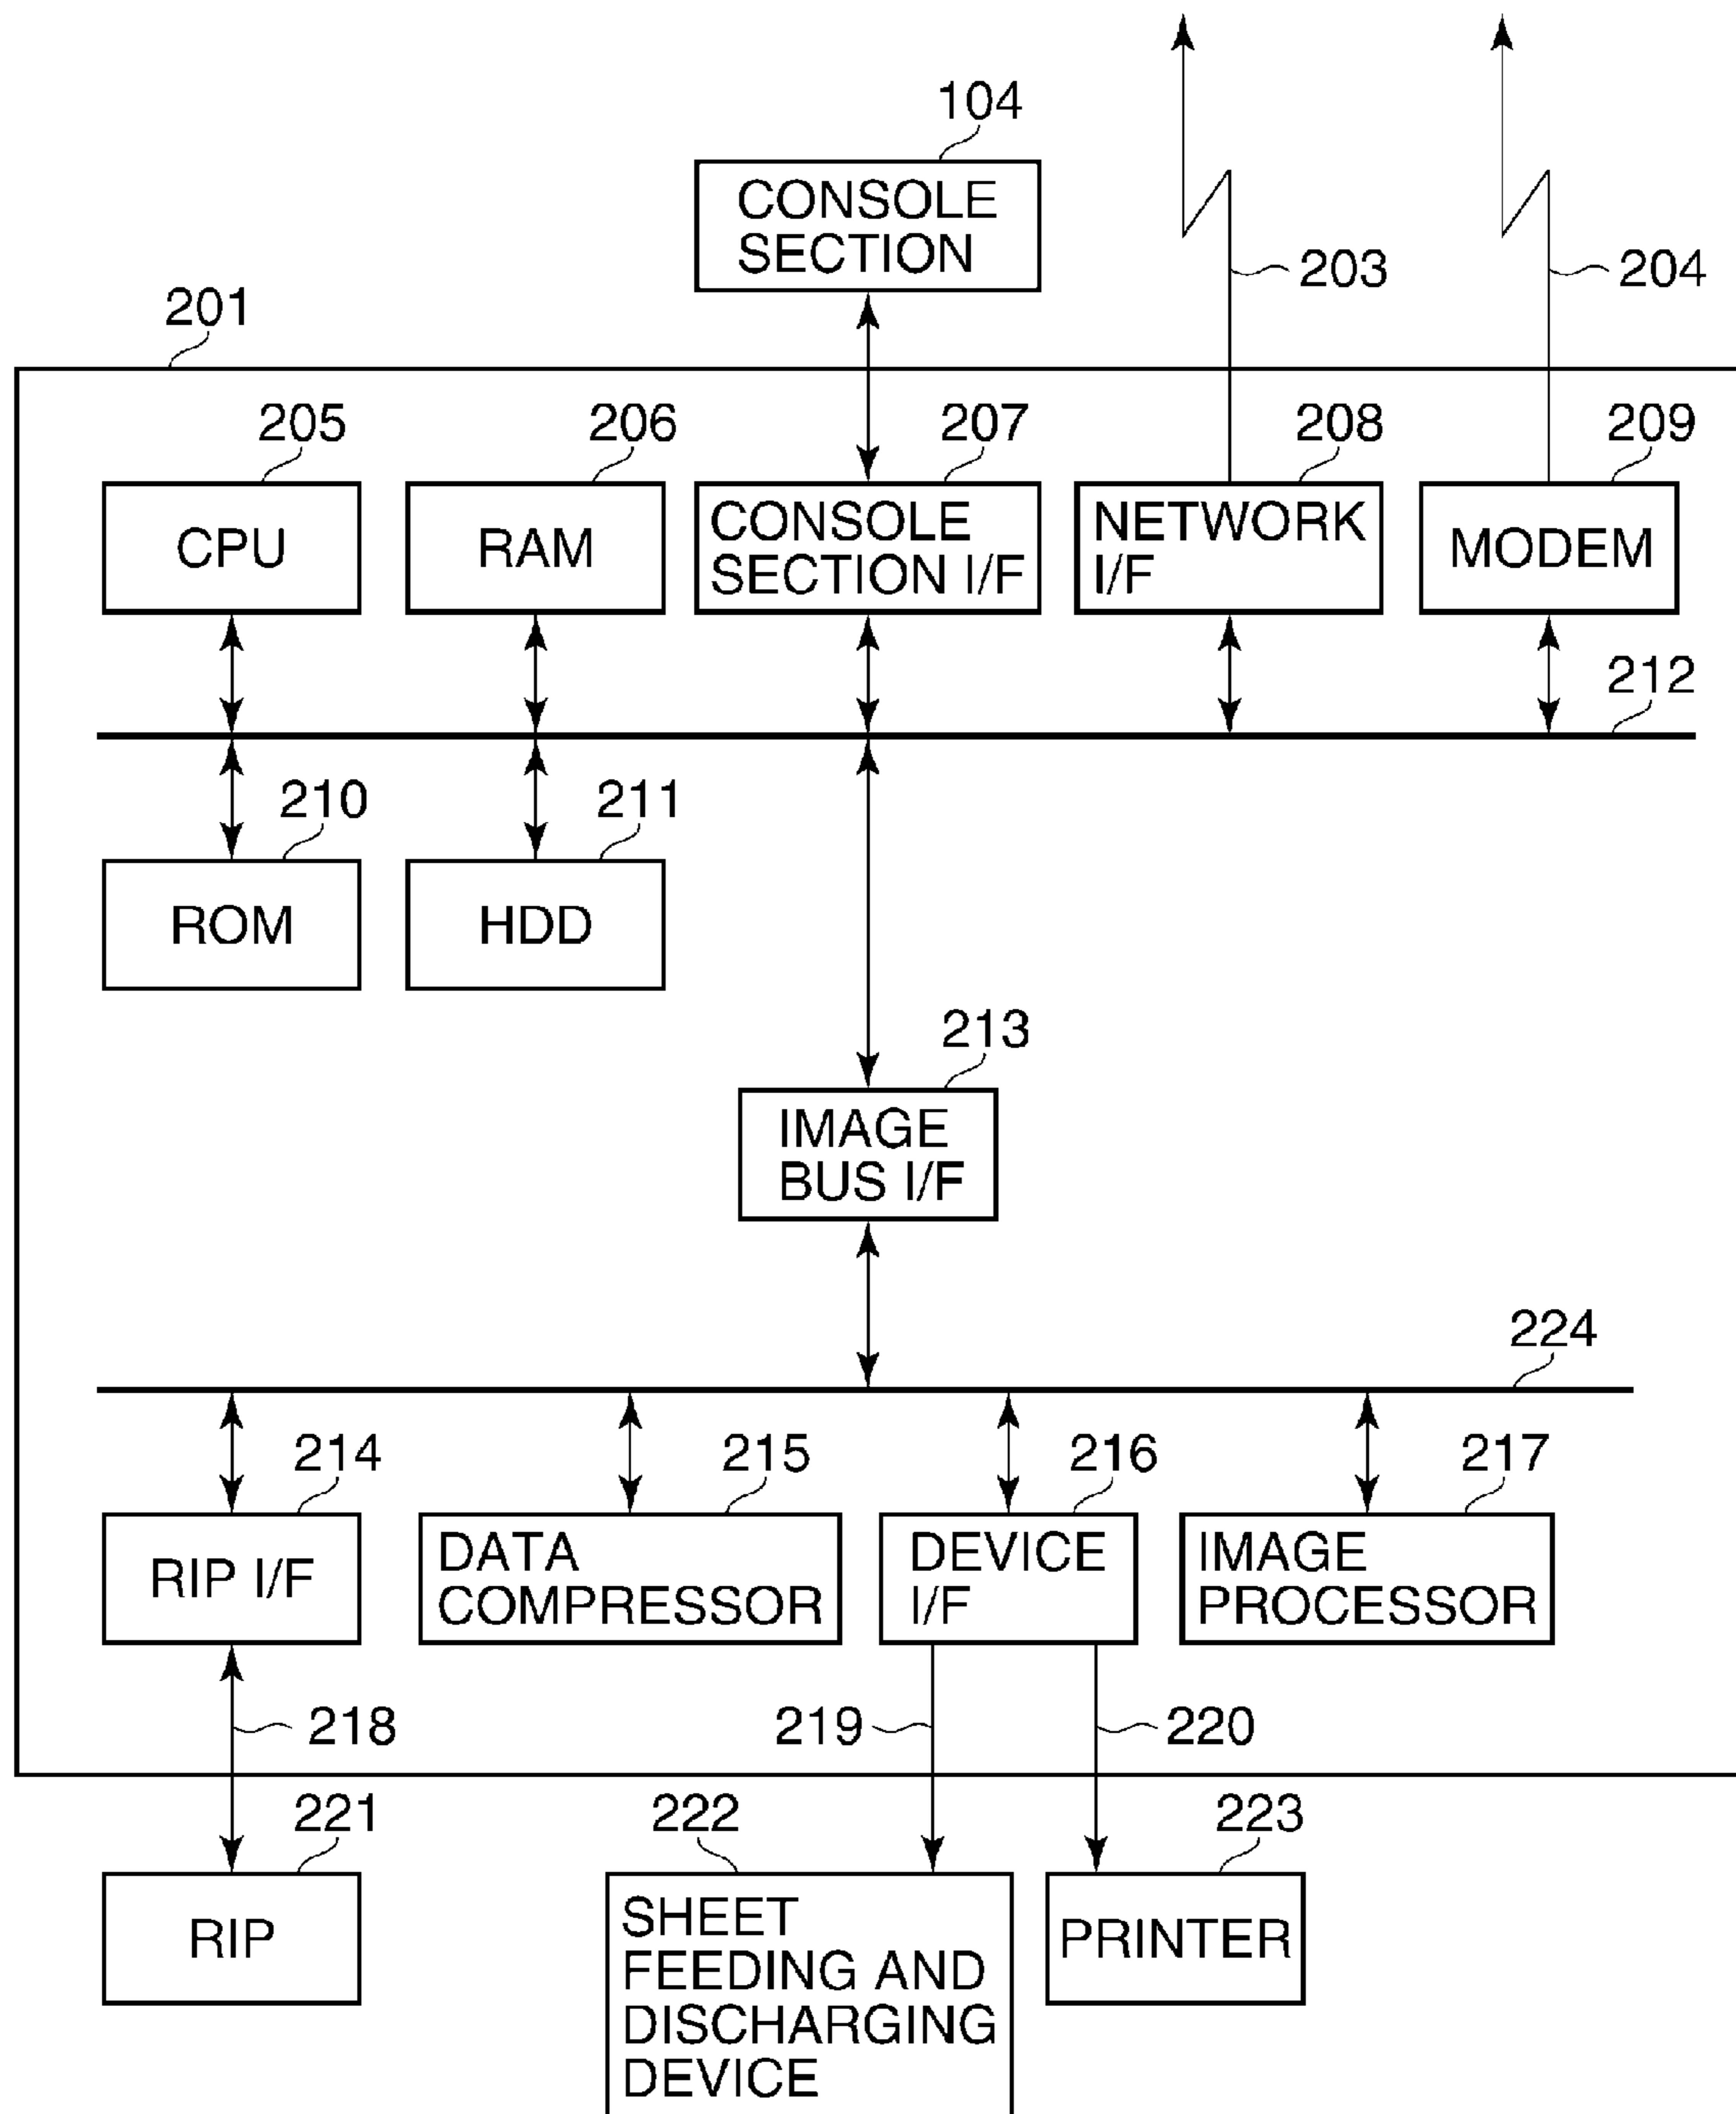 104
CONSOLE
SECTION
203
204
201
205
206
207
208
209
CPU
RAM
CONSOLE
SECTION I/F
NETWORK
I/F
MODEM
212
210
211
ROM
HDD
213
IMAGE
BUS I/F
224
214
215
216
217
RIP I/F
DATA
COMPRESSOR
DEVICE
I/F
IMAGE
PROCESSOR
218
219
220
221
222
223
RIP
SHEET
FEEDING AND
DISCHARGING
DEVICE
PRINTER